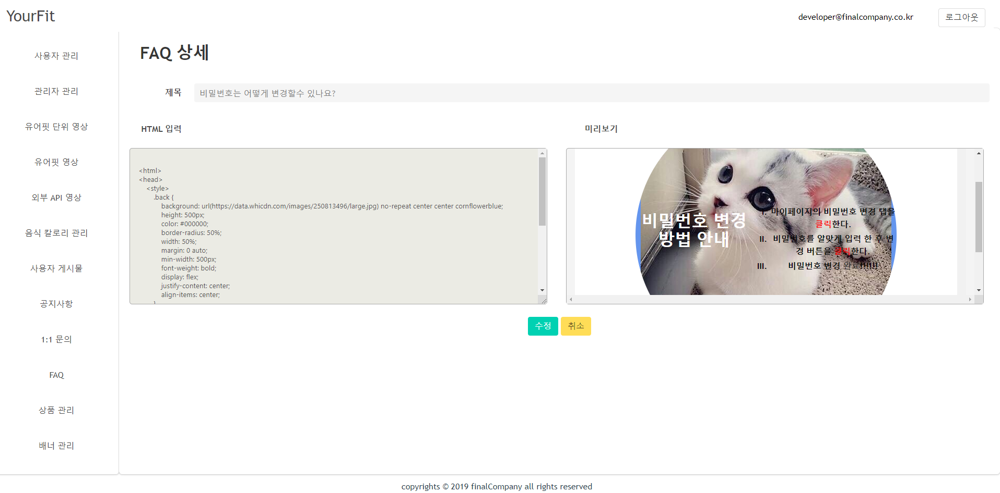 YourFit
developer@finalcompany.co.kr
로그아웃
사용자 관리
관리자 관리
유어핏 단위 영상
유어핏 영상
외부 API 영상
음식 칼로리 관리
사용자 게시물
공지사항
1:1 문의
FAQ
상품 관리
배너 관리
FAQ 상세
제목
비밀번호는 어떻게 변경할수 있나요?
HTML 입력
<html>
<head>
<style>
.back {
background: url(https://data.whicdn.com/images/250813496/large.jpg) no-repeat center center cornflowerblue;
height: 500px;
color: #000000;
border-radius: 50%;
width: 50%;
margin: 0 auto;
min-width: 500px;
font-weight: bold;
display: flex;
justify-content: center;
align-items: center;
}
미리보기
비밀번호 변경
방법 안내
I. 마이페이지의 비밀번호 변경 탭을
클릭한다.
II. 비밀번호를 알맞게 입력 한 후 변
경 버튼을 클릭한다.
III. 비밀번호 변경 완료!!!!!!
수정
취소
copyrights © 2019 finalCompany all rights reserved